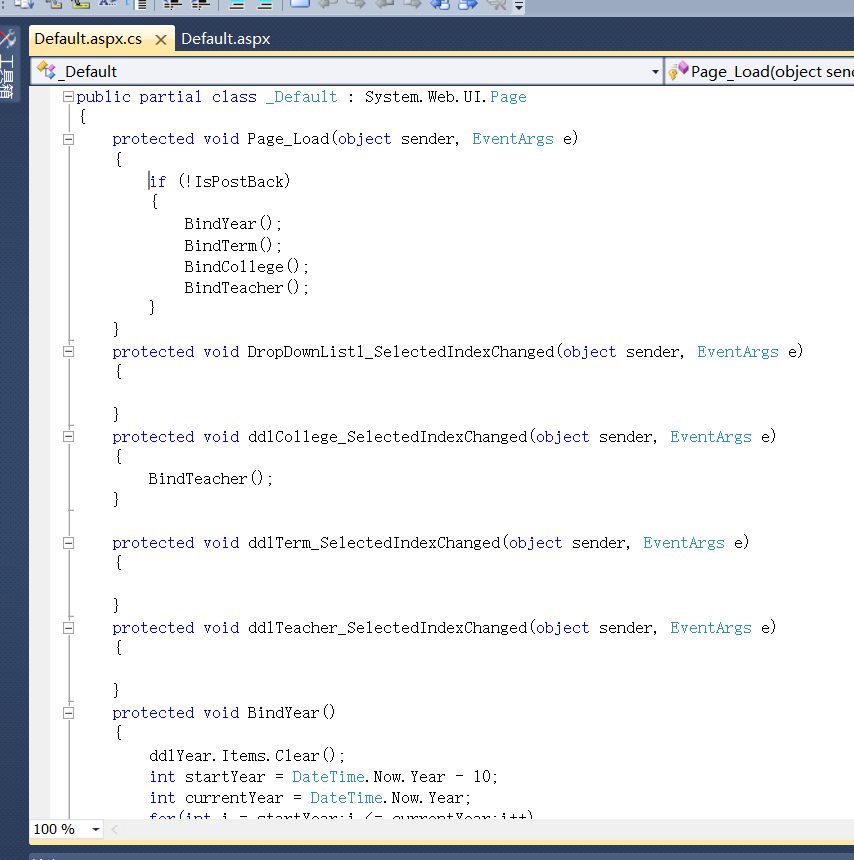 Default.aspx.cs × Default.aspx
工具箱
_Default Page_Load(object send
public partial class _Default : System.Web.UI.Page
{
protected void Page_Load(object sender, EventArgs e)
{
if (!IsPostBack)
{
BindYear();
BindTerm();
BindCollege();
BindTeacher();
}
}
protected void DropDownList1_SelectedIndexChanged(object sender, EventArgs e)
{
}
protected void ddlCollege_SelectedIndexChanged(object sender, EventArgs e)
{
BindTeacher();
}
protected void ddlTerm_SelectedIndexChanged(object sender, EventArgs e)
{
}
protected void ddlTeacher_SelectedIndexChanged(object sender, EventArgs e)
{
}
protected void BindYear()
{
ddlYear.Items.Clear();
int startYear = DateTime.Now.Year - 10;
int currentYear = DateTime.Now.Year;
for(int i = startYear;i <= currentYear;i++)
100 %